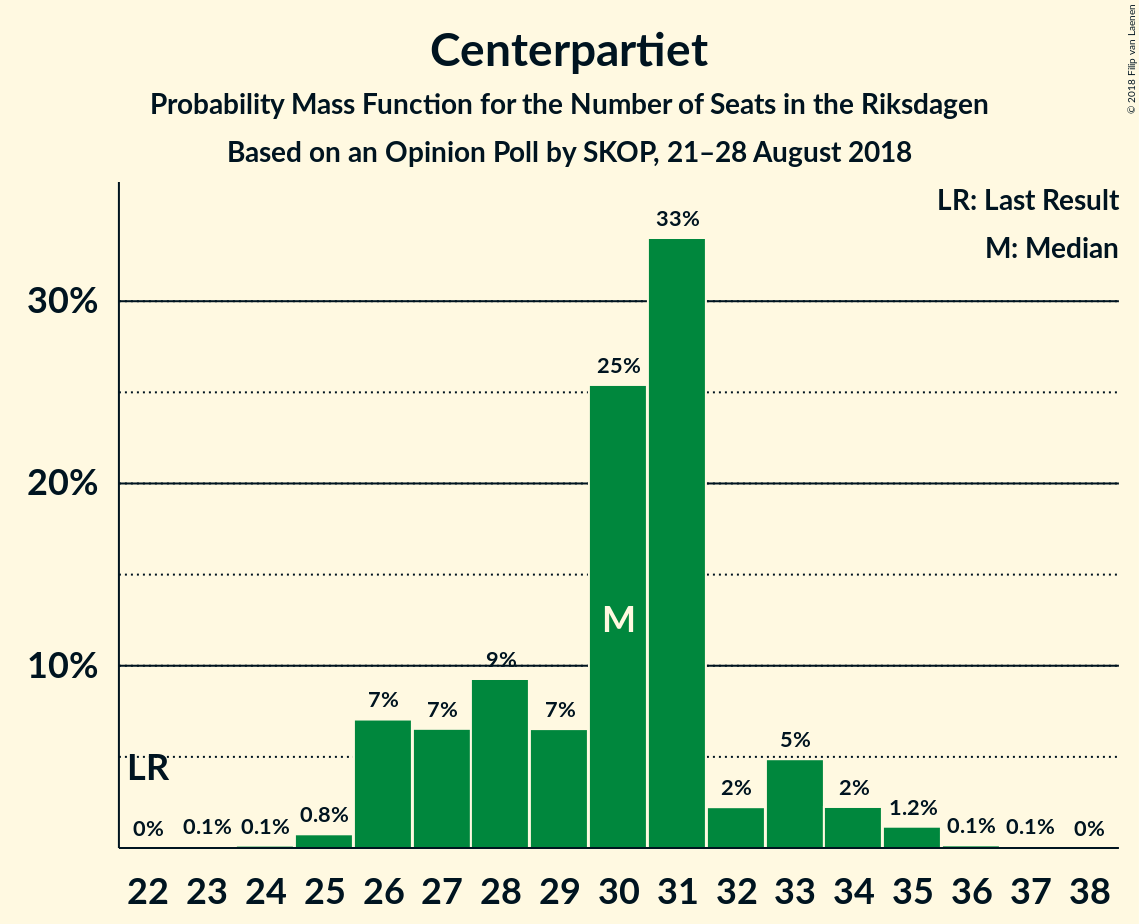 Centerpartiet
Probability Mass Function for the Number of Seats in the Riksdagen
Based on an Opinion Poll by SKOP, 21–28 August 2018
© 2018 Filip van Laenen
LR: Last Result
M: Median
33%
30%
25%
20%
M
10%
9%
7%
7%
7%
5%
LR
2%
2%
0.8%
1.2%
0%
0.1%
0.1%
0.1%
0.1%
0%
22 23 24 25 26 27 28 29 30 31 32 33 34 35 36 37 38